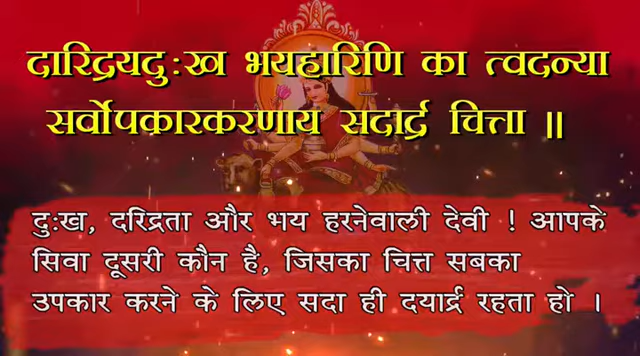 दारिद्रयदुःख भयहारिणि का त्वदन्या
सर्वोपकारकरणाय सदार्द्र चित्ता ॥
दुःख, दरिद्रता और भय हरनेवाली देवी ! आपके
सिवा दूसरी कौन है, जिसका चित्त सबका
उपकार करने के लिए सदा ही दयार्द्र रहता हो ।